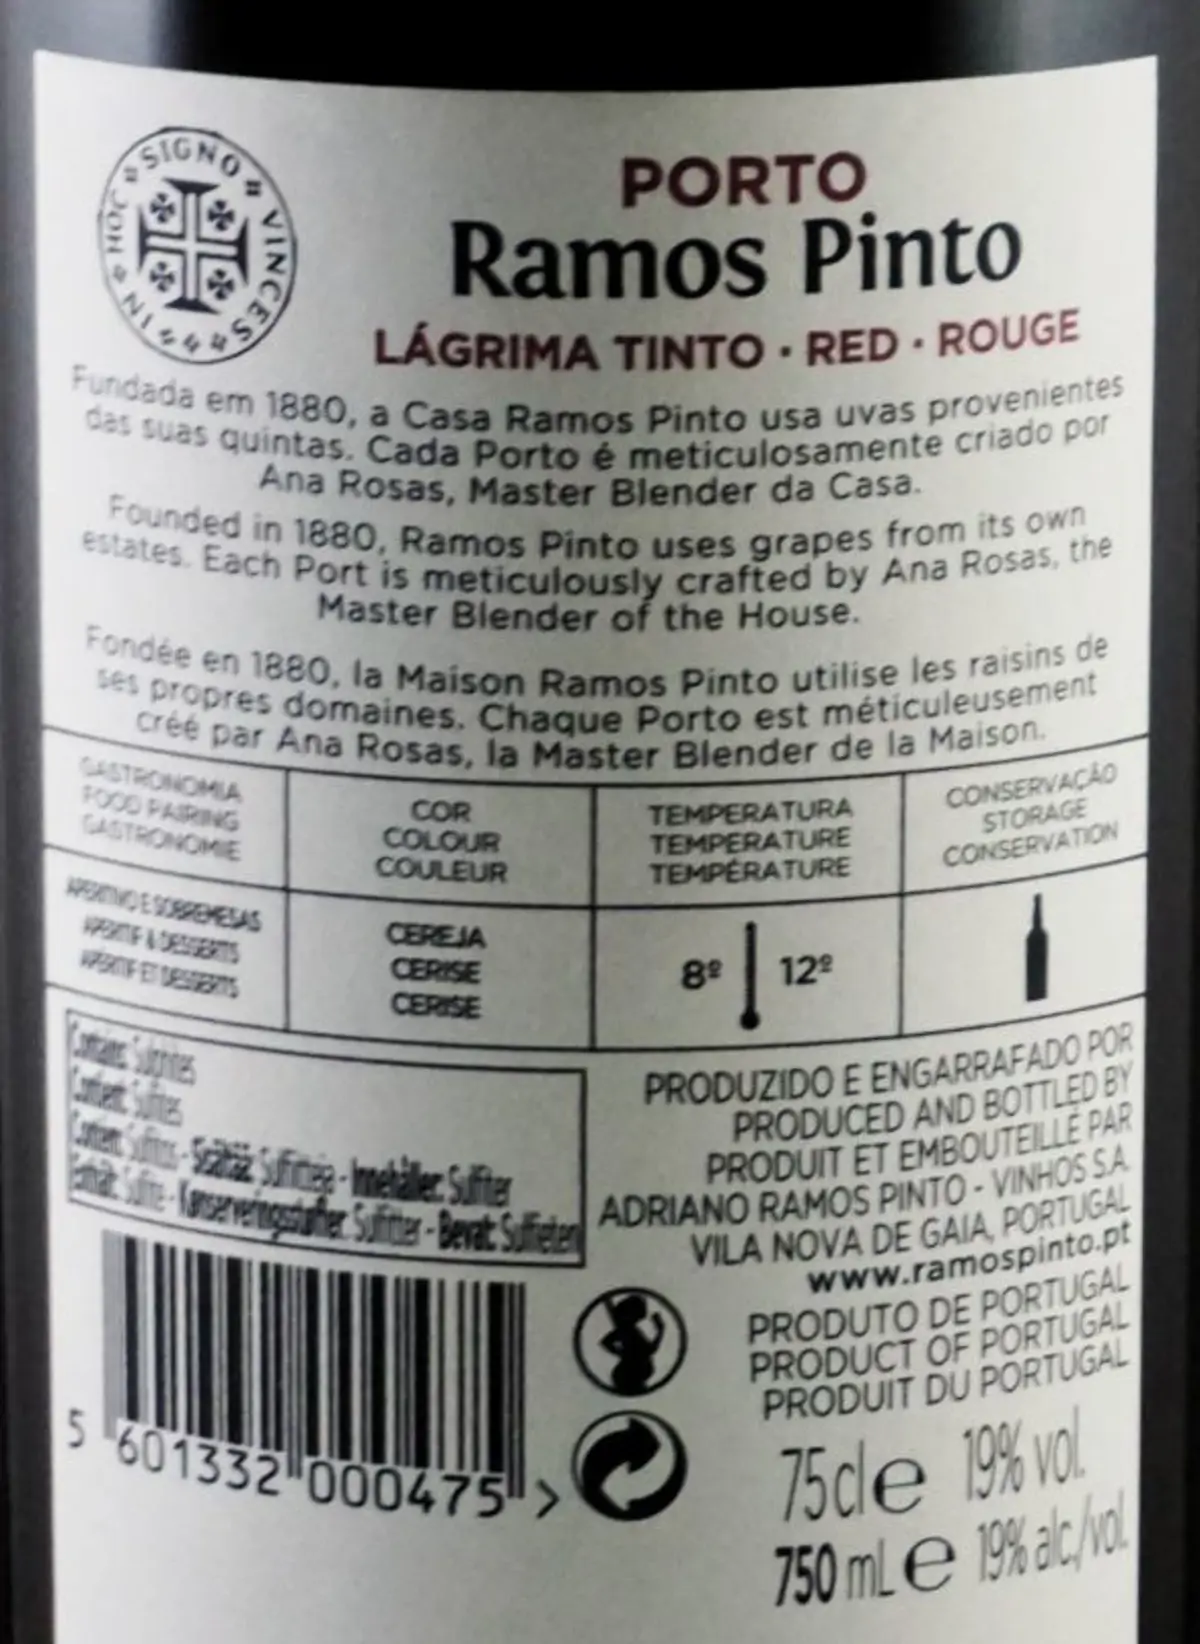 IN HOC SIGNO VINCES
PORTO
Ramos Pinto
LÁGRIMA TINTO · RED · ROUGE
Fundada em 1880, a Casa Ramos Pinto usa uvas provenientes
das suas quintas. Cada Porto é meticulosamente criado por
Ana Rosas, Master Blender da Casa.
Founded in 1880, Ramos Pinto uses grapes from its own
estates. Each Port is meticulously crafted by Ana Rosas, the
Master Blender of the House.
Fondée en 1880, la Maison Ramos Pinto utilise les raisins de
ses propres domaines. Chaque Porto est méticuleusement
créé par Ana Rosas, la Master Blender de la Maison.
GASTRONOMIA
FOOD PAIRING
GASTRONOMIE
COR
COLOUR
COULEUR
TEMPERATURA
TEMPERATURE
TEMPÉRATURE
CONSERVAÇÃO
STORAGE
CONSERVATION
APERITIVO E SOBREMESAS
APERITIF & DESSERTS
APERITIF ET DESSERTS
CEREJA
CERISE
CERISE
8º 12º
Contains: Sulphites
Contient: Sulfites
Contem: Sulfitos - Sisältää: Sulfiitteja - Innehåller: Sulfiter
Enthält: Sulfite - Konserveringsstoffer: Sulfitter - Bevat: Sulfieten
PRODUZIDO E ENGARRAFADO POR
PRODUCED AND BOTTLED BY
PRODUIT ET EMBOUTEILLÉ PAR
ADRIANO RAMOS PINTO - VINHOS S.A.
VILA NOVA DE GAIA, PORTUGAL
www.ramospinto.pt
PRODUTO DE PORTUGAL
PRODUCT OF PORTUGAL
PRODUIT DU PORTUGAL
5 601332 000475 >
75cl e 19% vol.
750 mL e 19% alc./vol.